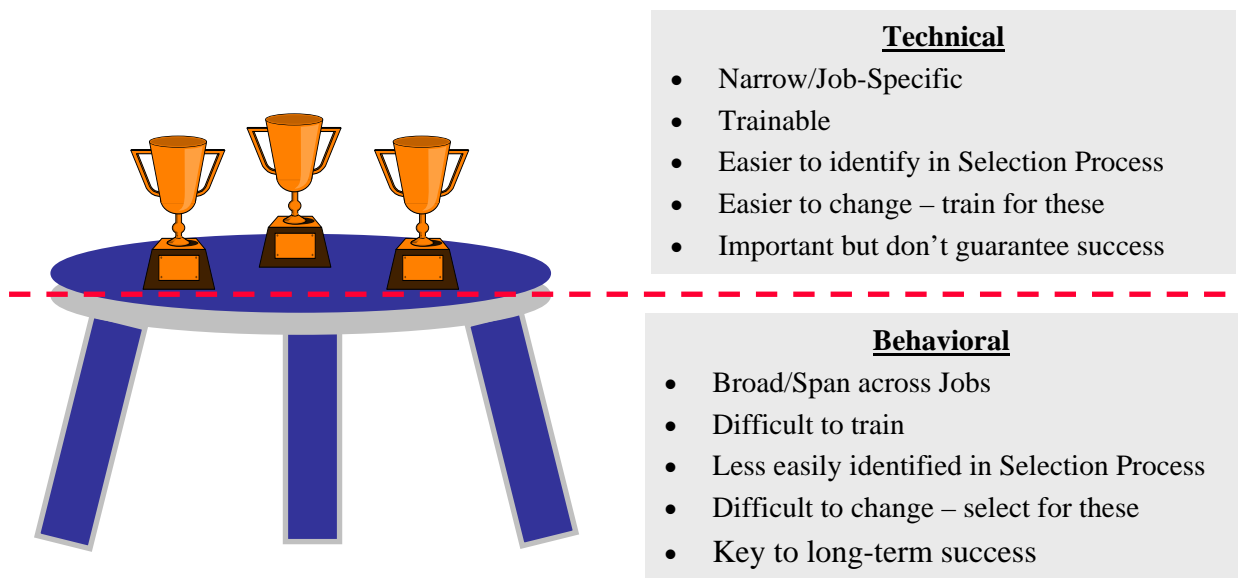 Technical
• Narrow/Job-Specific
• Trainable
• Easier to identify in Selection Process
• Easier to change – train for these
• Important but don’t guarantee success
Behavioral
• Broad/Span across Jobs
• Difficult to train
• Less easily identified in Selection Process
• Difficult to change – select for these
• Key to long-term success